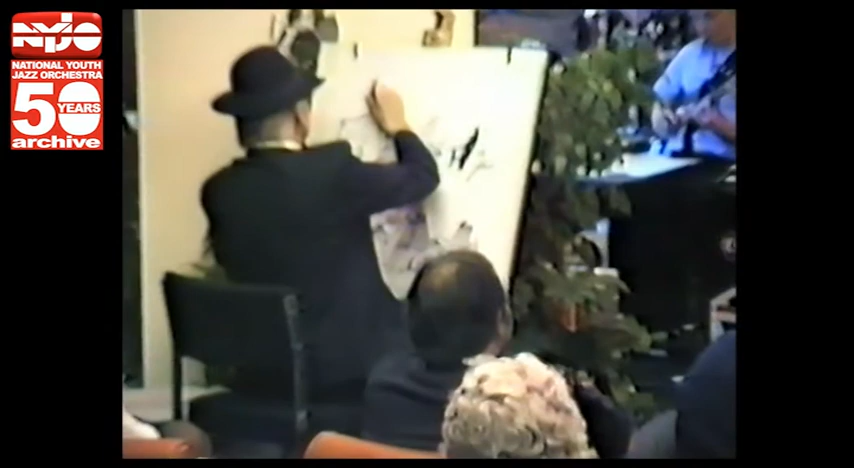 NYJO
NATIONAL YOUTH
JAZZ ORCHESTRA
50 YEARS
archive